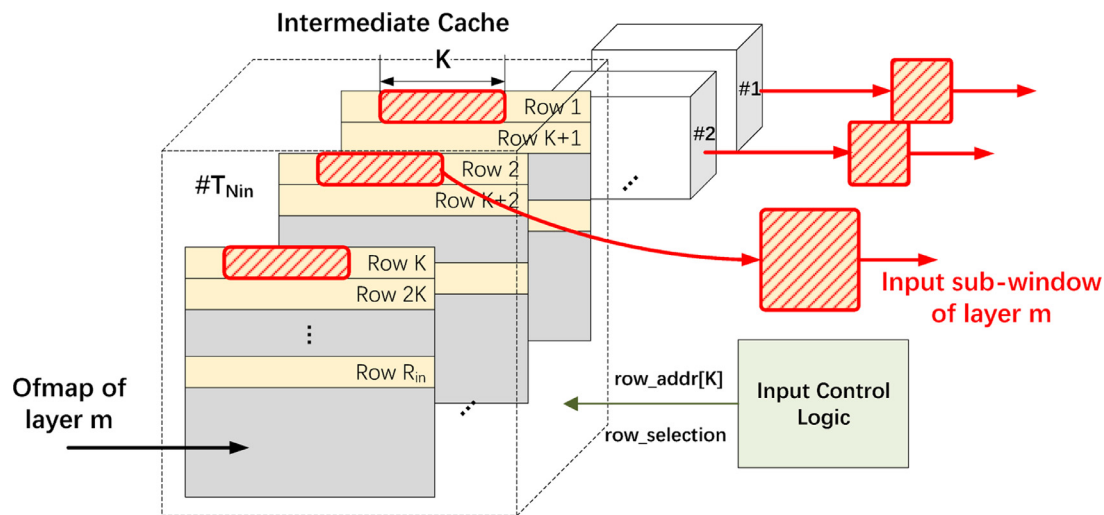 Intermediate Cache
K
Row 1
Row K+1
#1
#2
...
#T_Nin
Row 2
Row K+2
Row K
Row 2K
...
Row R_in
...
Ofmap of
layer m
Input sub-window
of layer m
row_addr[K]
row_selection
Input Control
Logic